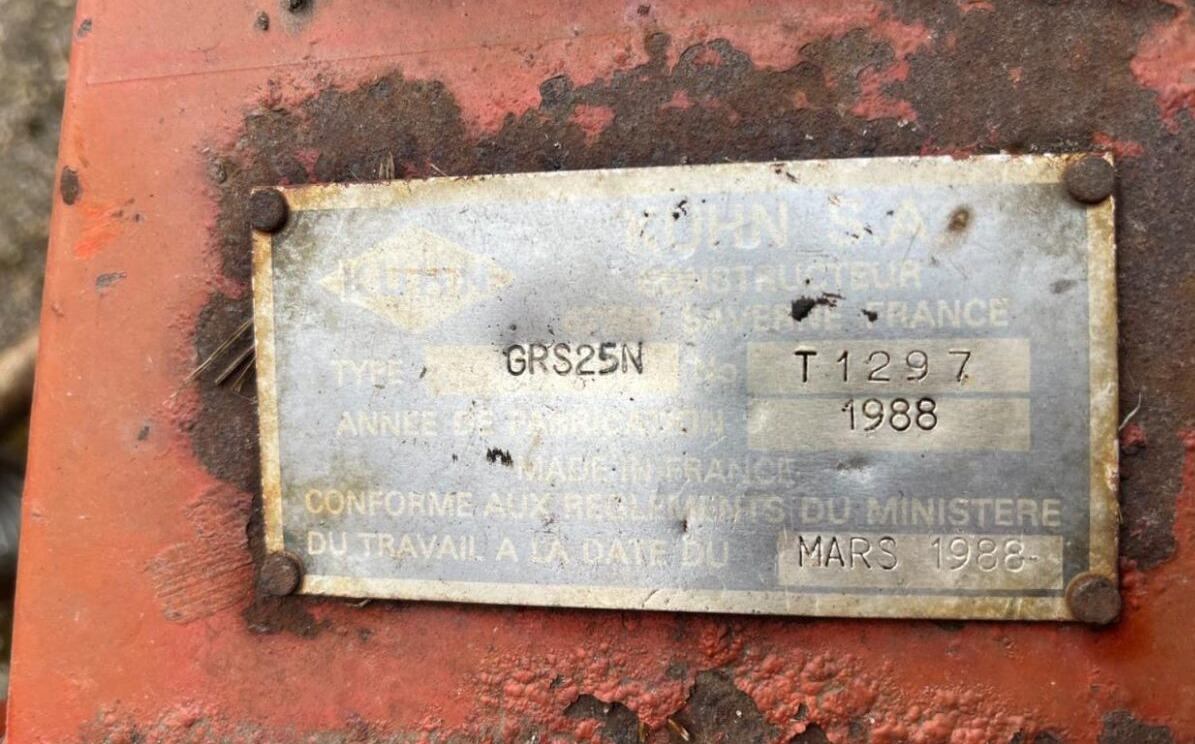 KUHN
KUHN S.A.
CONSTRUCTEUR
SAVERNE FRANCE
TYPE GRS25N No T1297
ANNEE DE FABRICATION 1988
MADE IN FRANCE
CONFORME AUX REGLEMENTS DU MINISTERE
DU TRAVAIL A LA DATE DU MARS 1988-